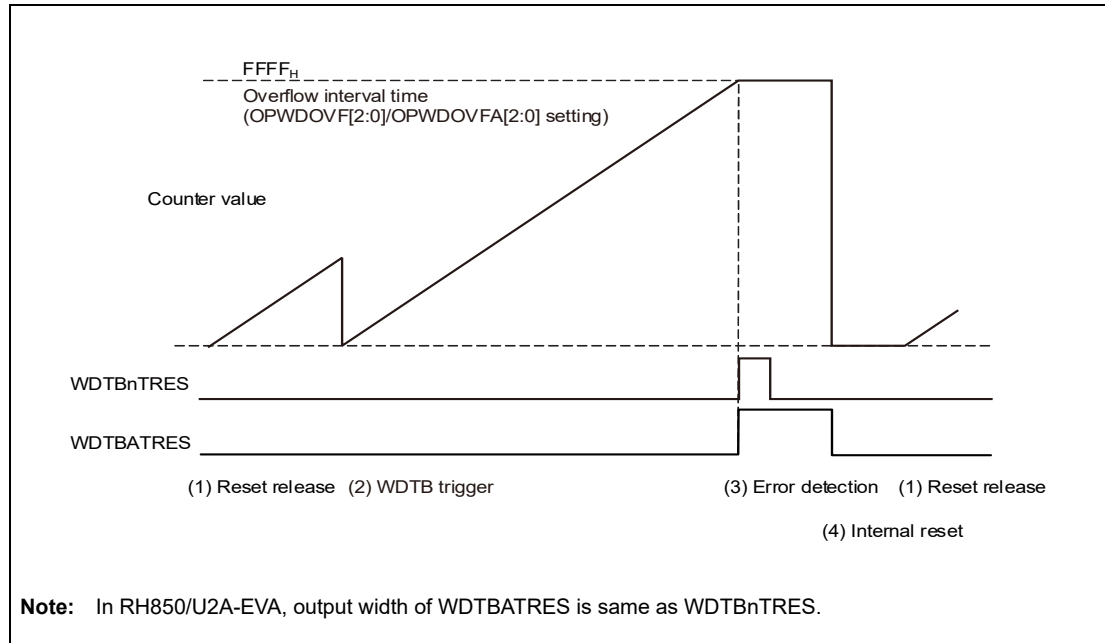 FFFFH
Overflow interval time
(OPWDOVF[2:0]/OPWDOVFA[2:0] setting)
Counter value
WDTBnTRES
WDTBATRES
(1) Reset release (2) WDTB trigger (3) Error detection (1) Reset release
(4) Internal reset
Note: In RH850/U2A-EVA, output width of WDTBATRES is same as WDTBnTRES.